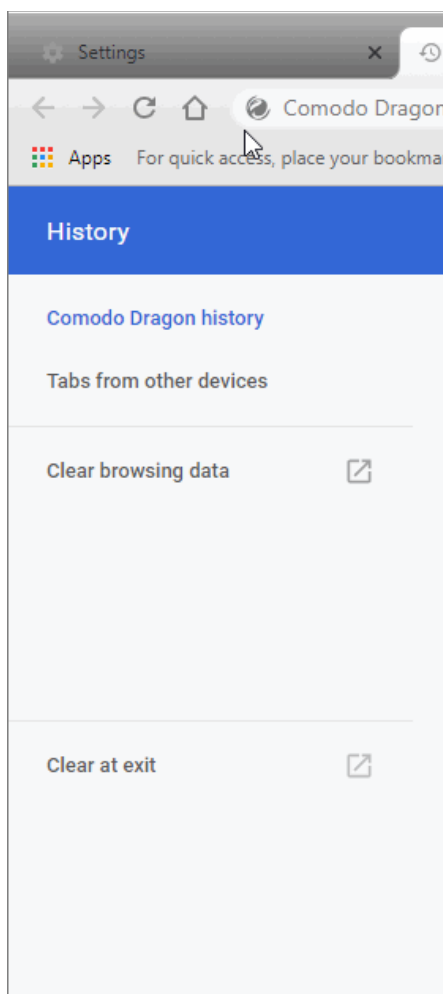 Settings
Comodo Dragon
Apps For quick access, place your bookma
History
Comodo Dragon history
Tabs from other devices
Clear browsing data
Clear at exit